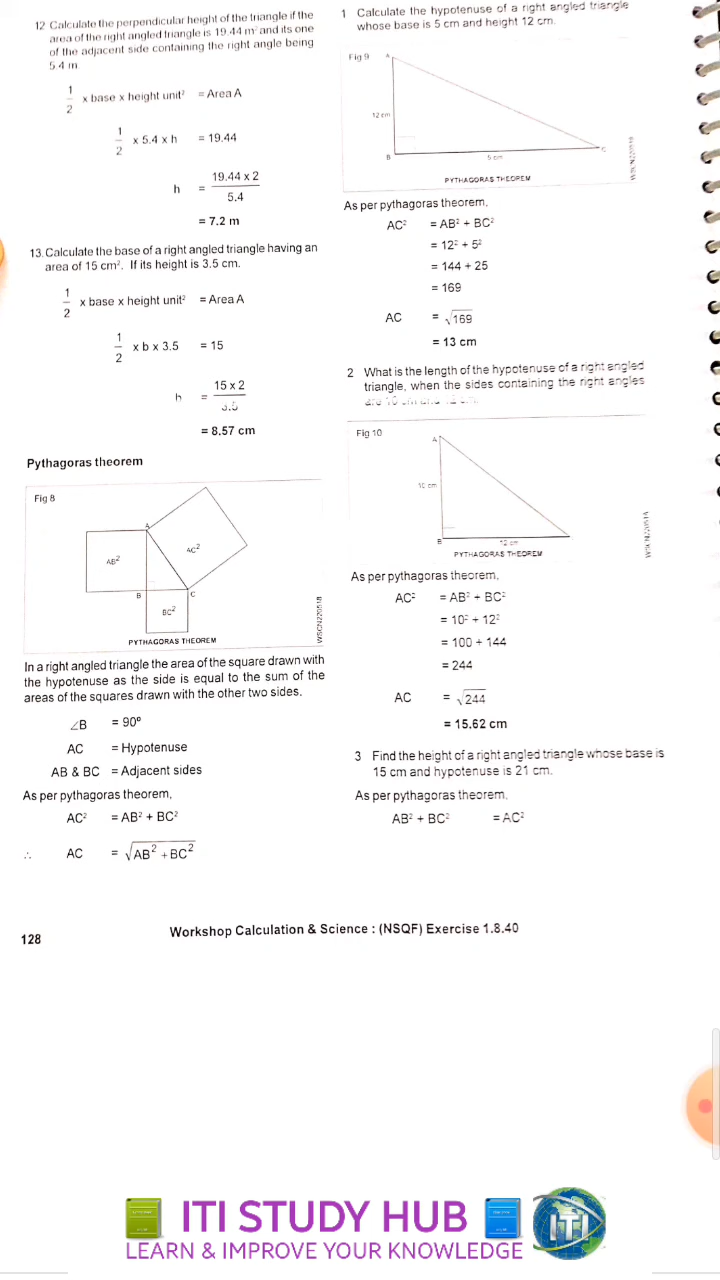 12 Calculate the perpendicular height of the triangle if the
area of the right angled triangle is 19.44 m² and its one
of the adjacent side containing the right angle being
5.4 m
1/2 x base x height unit² = Area A
1/2 x 5.4 x h = 19.44
h = 19.44 x 2 / 5.4
= 7.2 m
13. Calculate the base of a right angled triangle having an
area of 15 cm². If its height is 3.5 cm.
1/2 x base x height unit² = Area A
1/2 x b x 3.5 = 15
h = 15 x 2 / 3.5
= 8.57 cm
Pythagoras theorem
Fig 8
A
AB²
AC²
B
C
BC²
PYTHAGORAS THEOREM
WSCN220518
In a right angled triangle the area of the square drawn with
the hypotenuse as the side is equal to the sum of the
areas of the squares drawn with the other two sides.
∠B = 90º
AC = Hypotenuse
AB & BC = Adjacent sides
As per pythagoras theorem,
AC² = AB² + BC²
∴ AC = √AB² + BC²
1 Calculate the hypotenuse of a right angled triangle
whose base is 5 cm and height 12 cm.
Fig 9
A
12 cm
B
5 cm
C
PYTHAGORAS THEOREM
As per pythagoras theorem,
AC² = AB² + BC²
= 12² + 5²
= 144 + 25
= 169
AC = √169
= 13 cm
2 What is the length of the hypotenuse of a right angled
triangle, when the sides containing the right angles
are 10 cm and 12 cm.
Fig 10
A
10 cm
B
12 cm
PYTHAGORAS THEOREM
As per pythagoras theorem,
AC² = AB² + BC²
= 10² + 12²
= 100 + 144
= 244
AC = √244
= 15.62 cm
3 Find the height of a right angled triangle whose base is
15 cm and hypotenuse is 21 cm.
As per pythagoras theorem,
AB² + BC² = AC²
128
Workshop Calculation & Science : (NSQF) Exercise 1.8.40
ITI STUDY HUB
ITI
LEARN & IMPROVE YOUR KNOWLEDGE